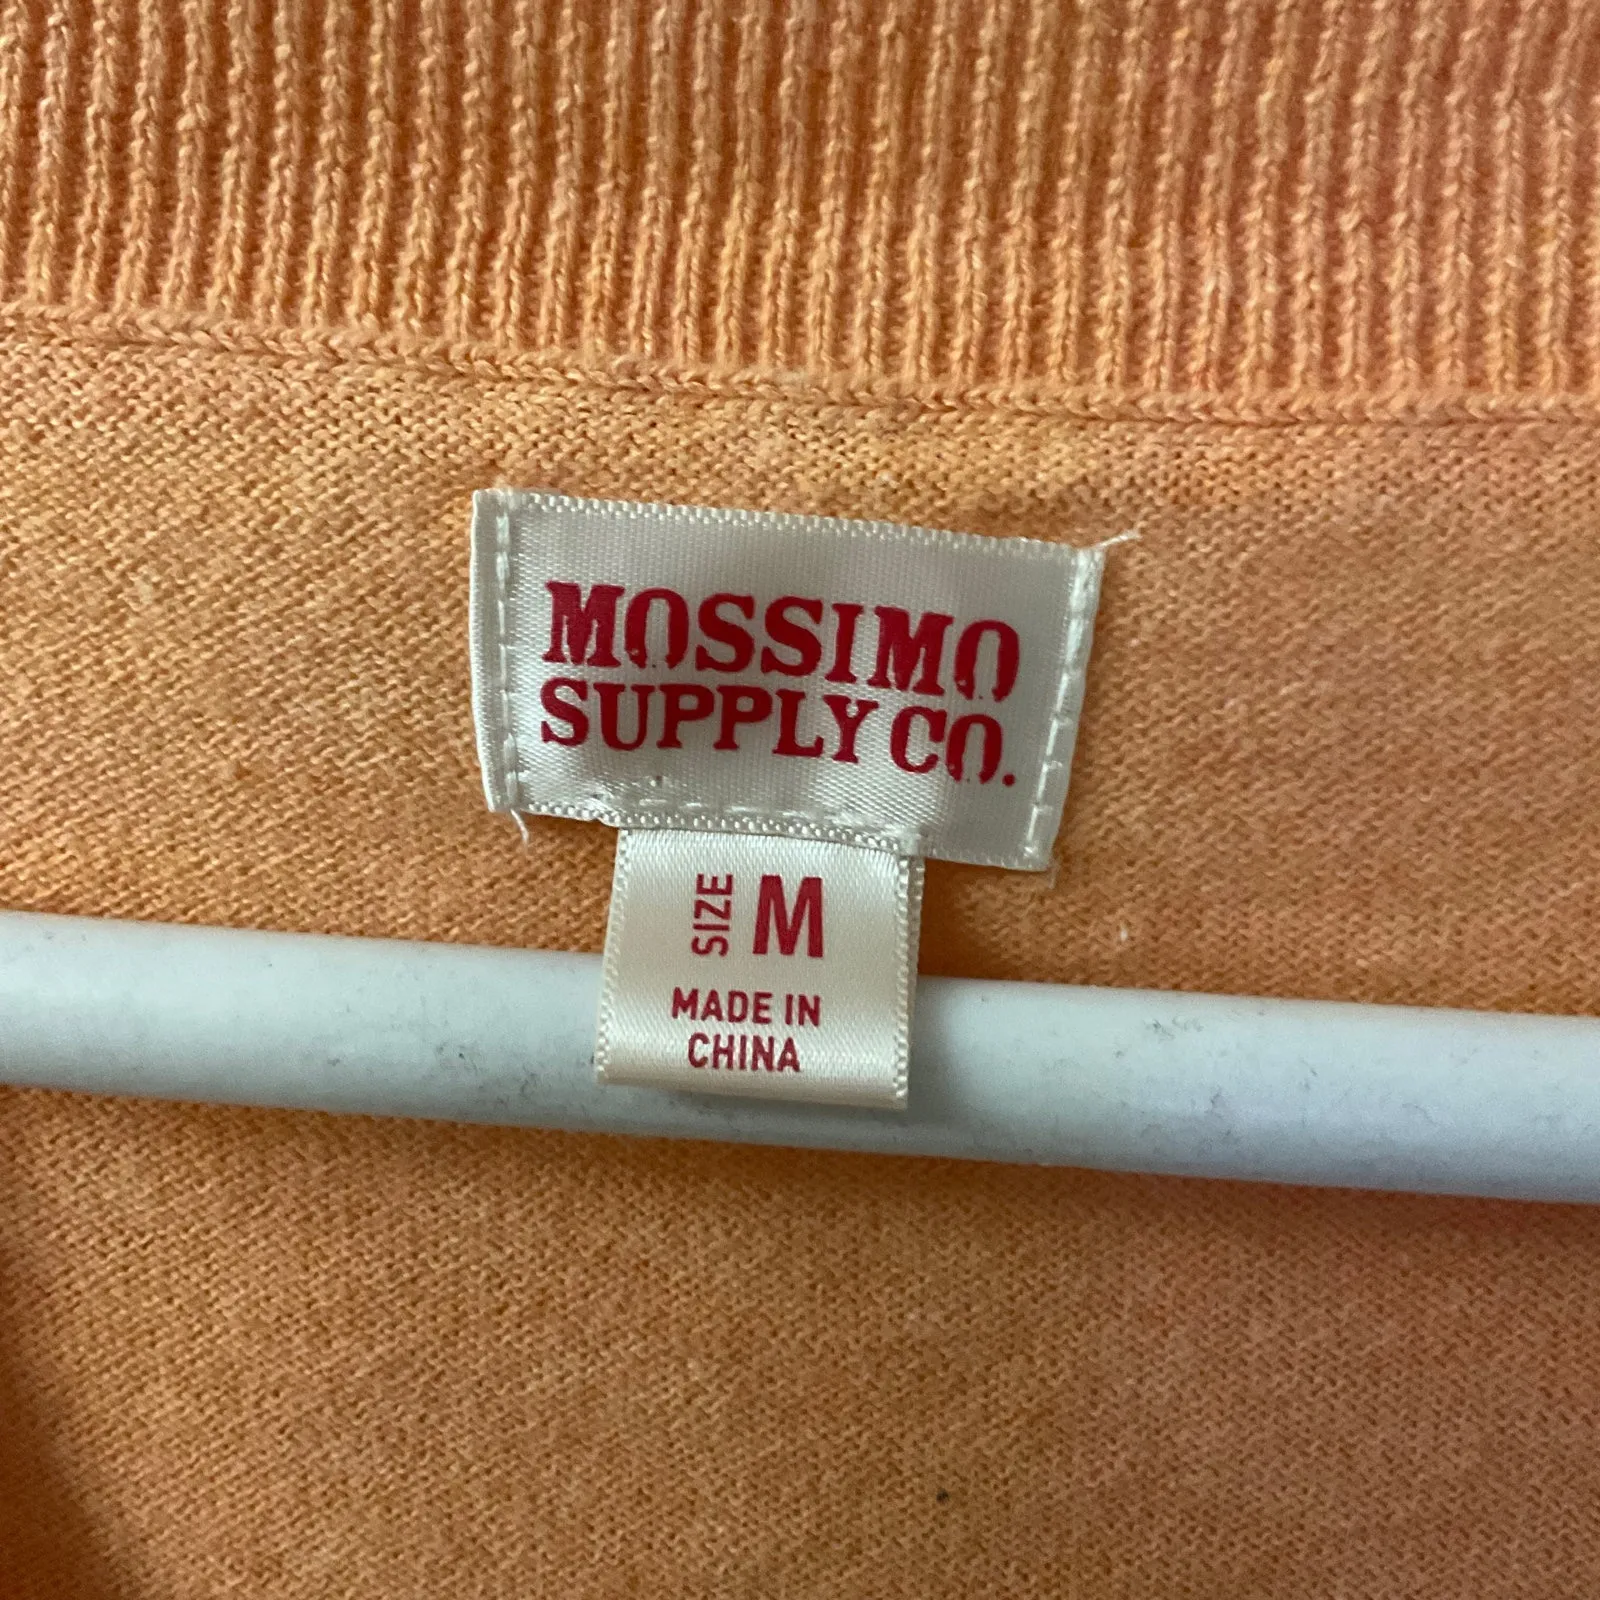 MOSSIMO
SUPPLY CO.
SIZE M
MADE IN
CHINA